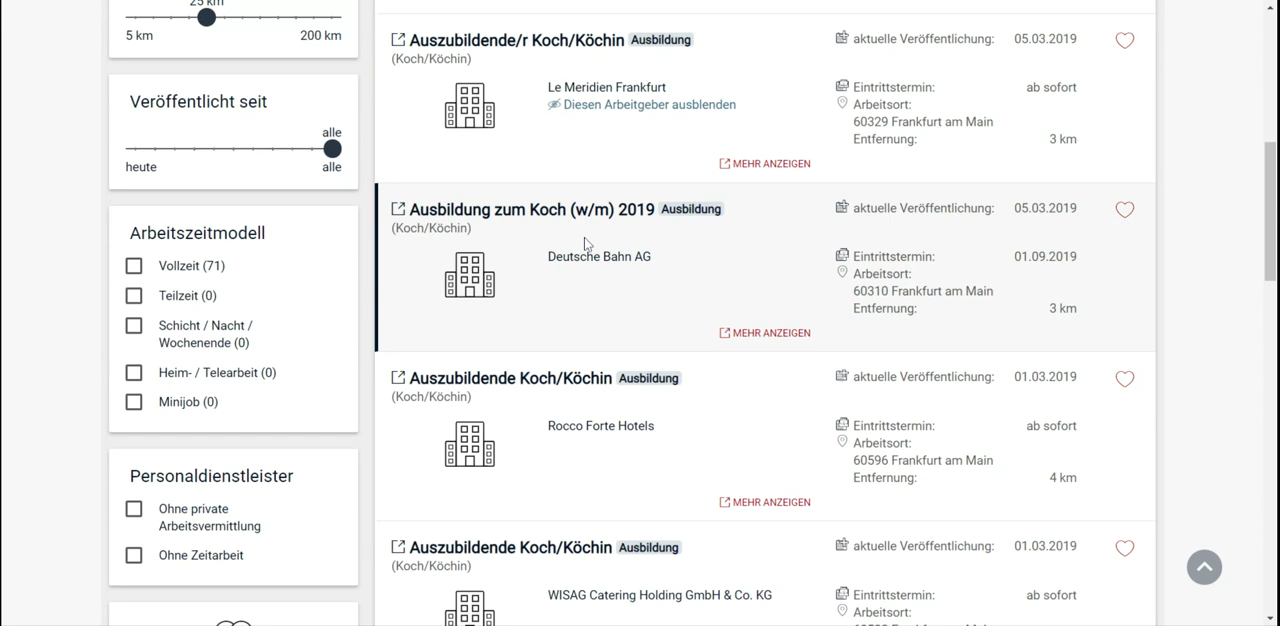 25 km
5 km 200 km
Veröffentlicht seit
alle
heute alle
Arbeitszeitmodell
Vollzeit (71)
Teilzeit (0)
Schicht / Nacht /
Wochenende (0)
Heim- / Telearbeit (0)
Minijob (0)
Personaldienstleister
Ohne private
Arbeitsvermittlung
Ohne Zeitarbeit
Auszubildende/r Koch/Köchin Ausbildung
(Koch/Köchin)
aktuelle Veröffentlichung: 05.03.2019
Le Meridien Frankfurt
Diesen Arbeitgeber ausblenden
Eintrittstermin: ab sofort
Arbeitsort:
60329 Frankfurt am Main
Entfernung: 3 km
MEHR ANZEIGEN
Ausbildung zum Koch (w/m) 2019 Ausbildung
(Koch/Köchin)
aktuelle Veröffentlichung: 05.03.2019
Deutsche Bahn AG
Eintrittstermin: 01.09.2019
Arbeitsort:
60310 Frankfurt am Main
Entfernung: 3 km
MEHR ANZEIGEN
Auszubildende Koch/Köchin Ausbildung
(Koch/Köchin)
aktuelle Veröffentlichung: 01.03.2019
Rocco Forte Hotels
Eintrittstermin: ab sofort
Arbeitsort:
60596 Frankfurt am Main
Entfernung: 4 km
MEHR ANZEIGEN
Auszubildende Koch/Köchin Ausbildung
(Koch/Köchin)
aktuelle Veröffentlichung: 01.03.2019
WISAG Catering Holding GmbH & Co. KG
Eintrittstermin: ab sofort
Arbeitsort: